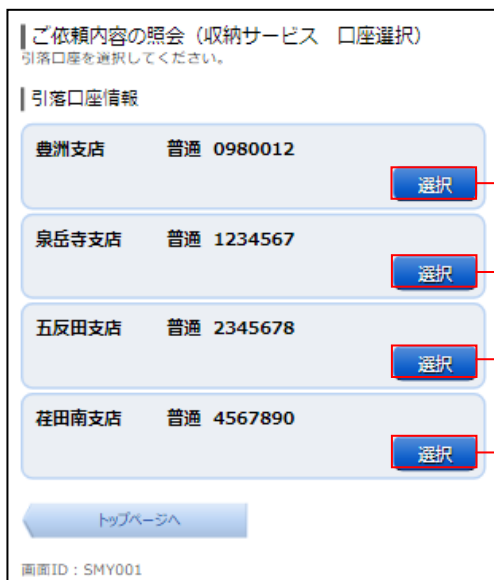 ご依頼内容の照会（収納サービス　口座選択）
引落口座を選択してください。
引落口座情報
豊洲支店　普通 0980012
選択
泉岳寺支店　普通 1234567
選択
五反田支店　普通 2345678
選択
荏田南支店　普通 4567890
選択
トップページへ
画面ID：SMY001